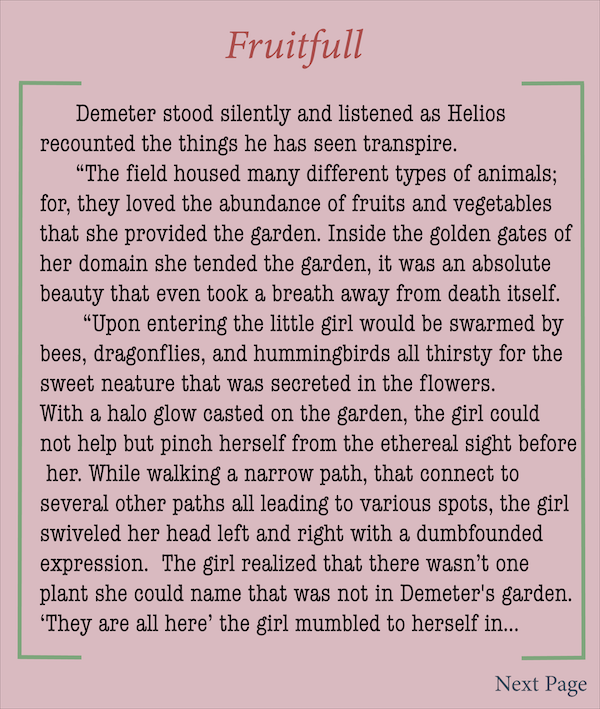 Fruitfull
Demeter stood silently and listened as Helios
recounted the things he has seen transpire.
“The field housed many different types of animals;
for, they loved the abundance of fruits and vegetables
that she provided the garden. Inside the golden gates of
her domain she tended the garden, it was an absolute
beauty that even took a breath away from death itself.
“Upon entering the little girl would be swarmed by
bees, dragonflies, and hummingbirds all thirsty for the
sweet neature that was secreted in the flowers.
With a halo glow casted on the garden, the girl could
not help but pinch herself from the ethereal sight before
her. While walking a narrow path, that connect to
several other paths all leading to various spots, the girl
swiveled her head left and right with a dumbfounded
expression.  The girl realized that there wasn’t one
plant she could name that was not in Demeter's garden.
‘They are all here’ the girl mumbled to herself in...
Next Page